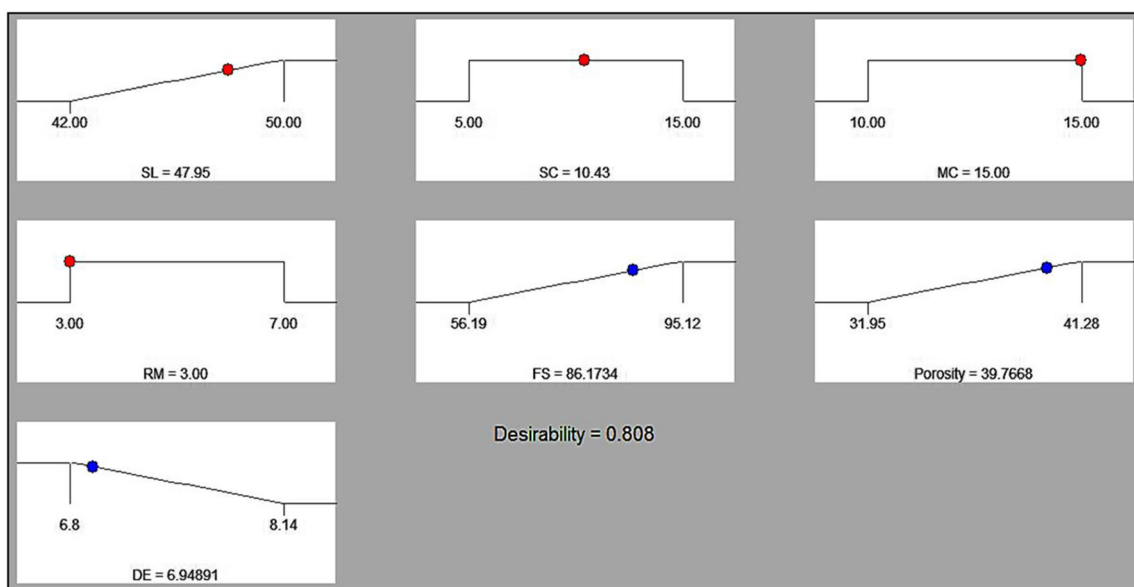 42.00 50.00
SL = 47.95
5.00 15.00
SC = 10.43
10.00 15.00
MC = 15.00
3.00 7.00
RM = 3.00
56.19 95.12
FS = 86.1734
31.95 41.28
Porosity = 39.7668
6.8 8.14
DE = 6.94891
Desirability = 0.808